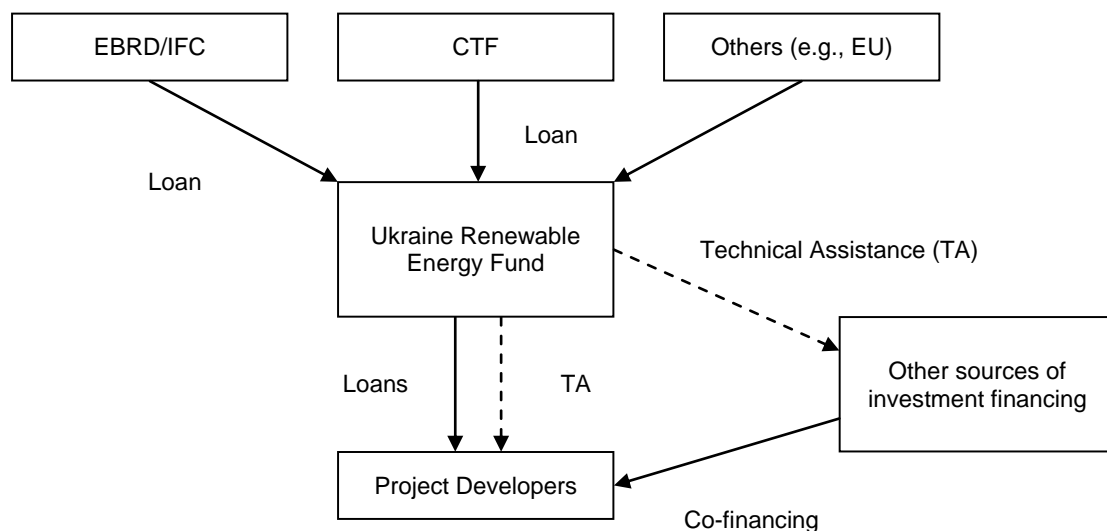 EBRD/IFC
CTF
Others (e.g., EU)
Loan
Loan
Ukraine Renewable
Energy Fund
Technical Assistance (TA)
Loans
TA
Other sources of
investment financing
Project Developers
Co-financing